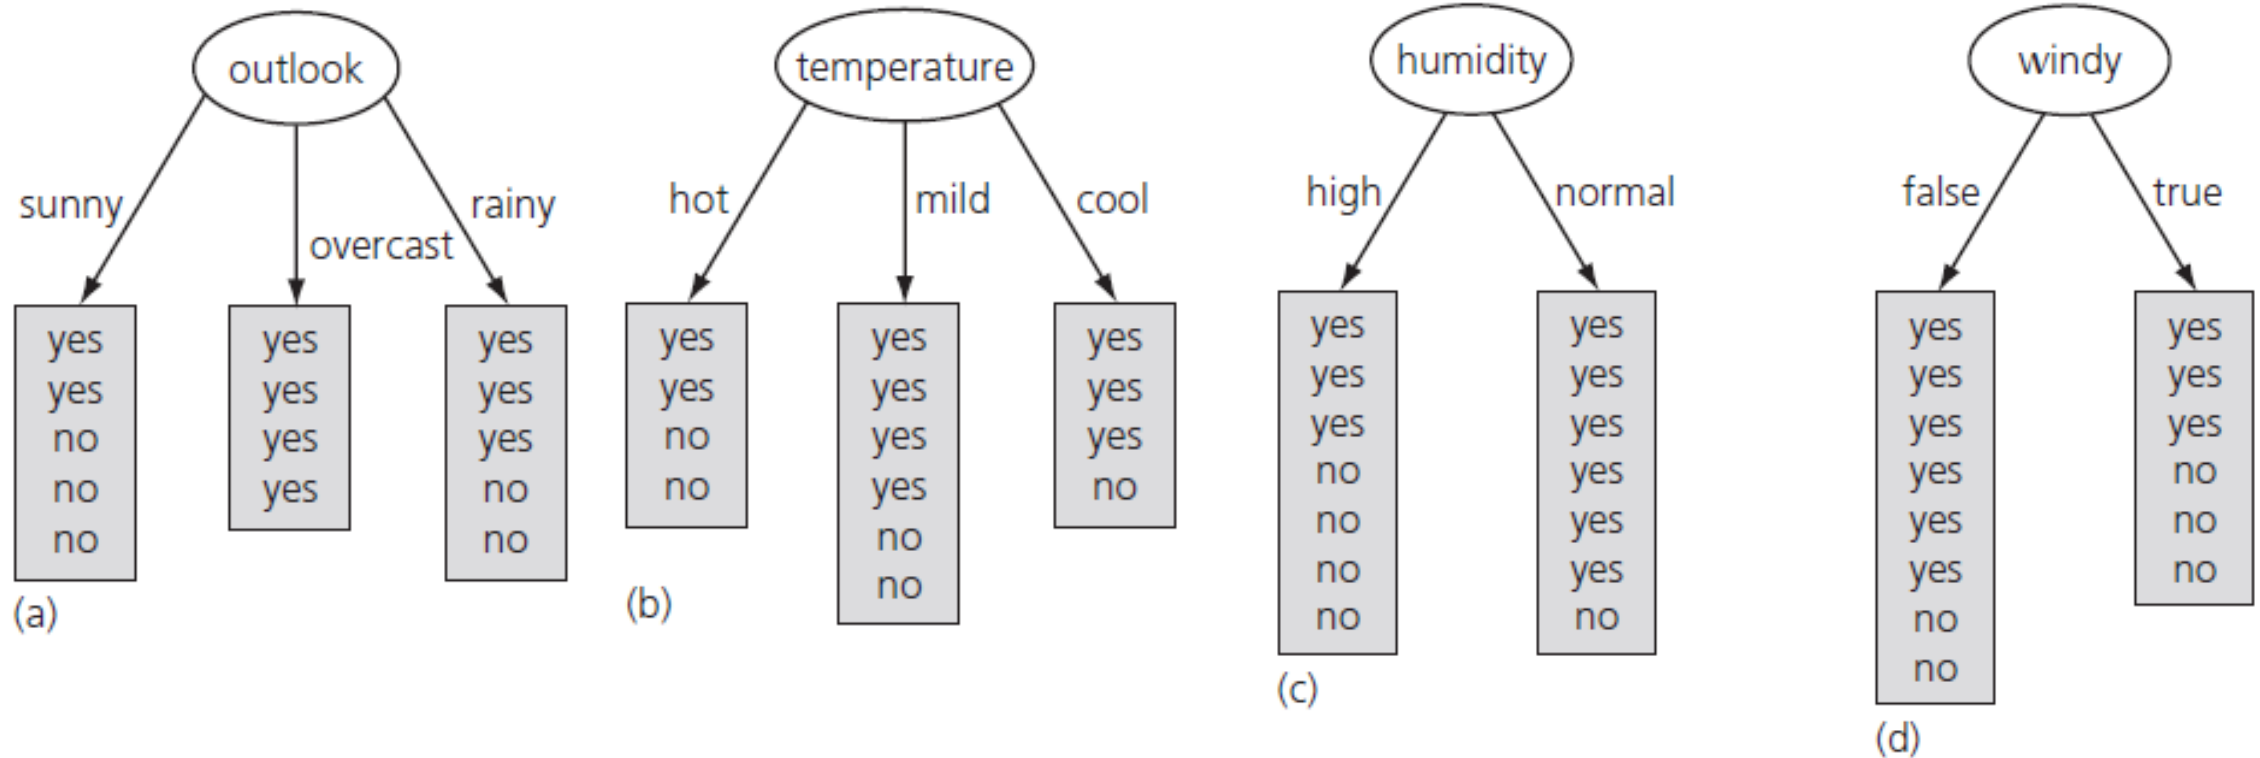 outlook
sunny
overcast
rainy
yes
yes
no
no
no
yes
yes
yes
yes
yes
yes
yes
no
no
(a)
temperature
hot
mild
cool
yes
yes
no
no
yes
yes
yes
yes
no
no
yes
yes
yes
no
(b)
humidity
high
normal
yes
yes
yes
no
no
no
no
yes
yes
yes
yes
yes
yes
no
(c)
windy
false
true
yes
yes
yes
yes
yes
yes
no
no
yes
yes
yes
no
no
no
(d)